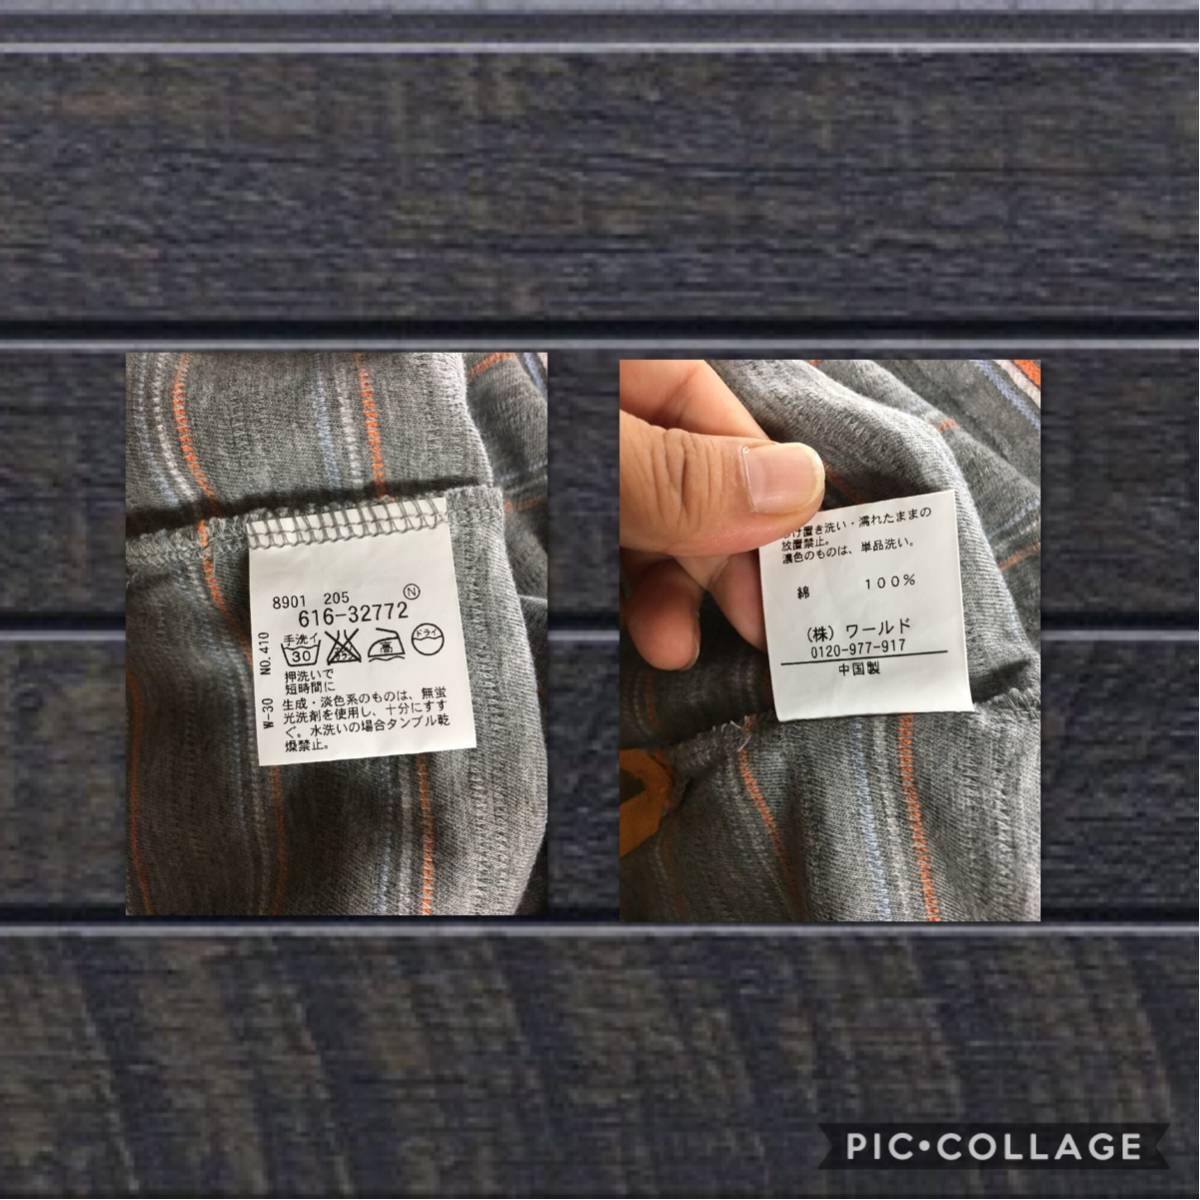 8901 205
616-32772
Ⓝ
W-30 NO.410
手洗イ
30
高
ドライ
押洗いで
短時間に
生成・淡色系のものは、無蛍
光洗剤を使用し、十分にすす
ぐ。水洗いの場合タンブル乾
燥禁止。
け置き洗い・濡れたままの
放置禁止。
濃色のものは、単品洗い。
綿 100%
(株)ワールド
0120-977-917
中国製
PIC•COLLAGE